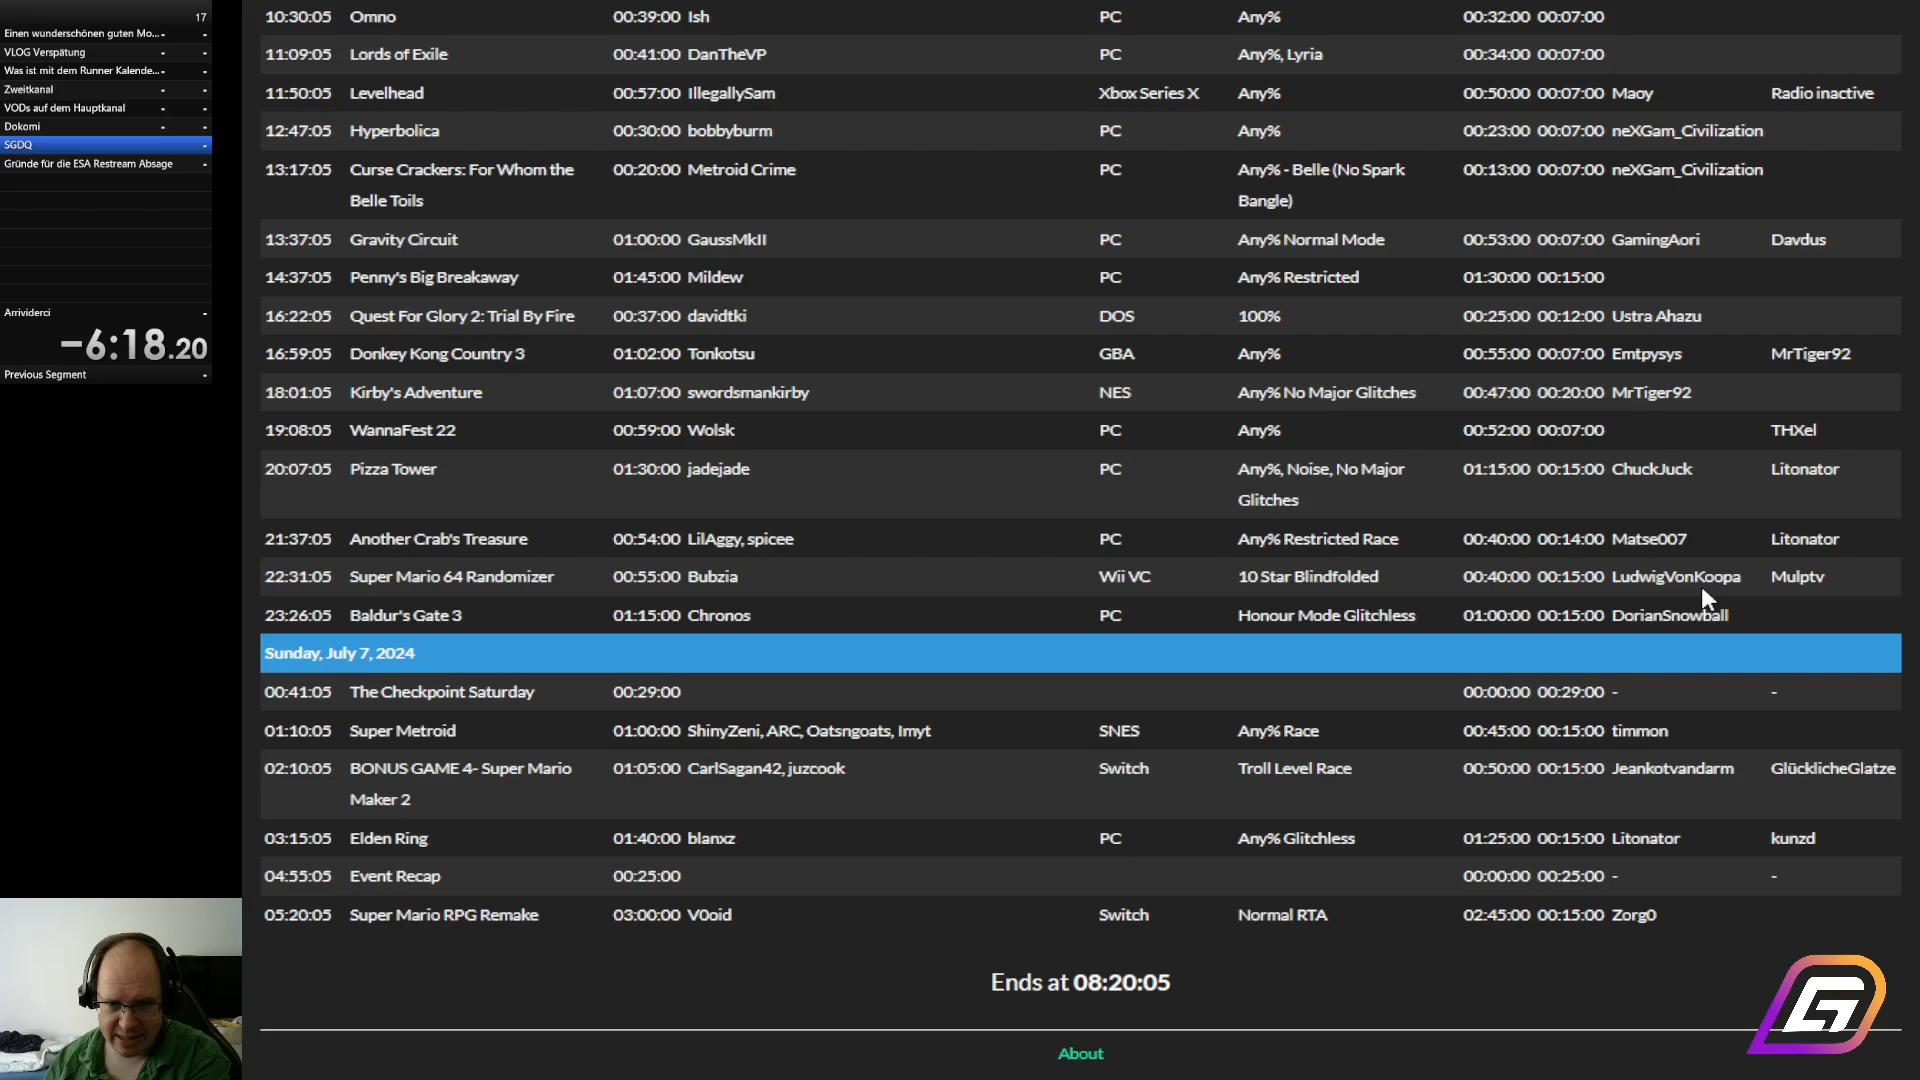 17
Einen wunderschönen guten Mo... - -
VLOG Verspätung - -
Was ist mit dem Runner Kalende... - -
Zweitkanal - -
VODs auf dem Hauptkanal - -
Dokomi - -
SGDQ -
Gründe für die ESA Restream Absage -
Arrividerci -
−6:18.20
Previous Segment -
10:30:05 Omno 00:39:00 Ish PC Any% 00:32:00 00:07:00
11:09:05 Lords of Exile 00:41:00 DanTheVP PC Any%, Lyria 00:34:00 00:07:00
11:50:05 Levelhead 00:57:00 IllegallySam Xbox Series X Any% 00:50:00 00:07:00 Maoy Radio inactive
12:47:05 Hyperbolica 00:30:00 bobbyburm PC Any% 00:23:00 00:07:00 neXGam_Civilization
13:17:05 Curse Crackers: For Whom the 00:20:00 Metroid Crime PC Any% - Belle (No Spark 00:13:00 00:07:00 neXGam_Civilization
Belle Toils Bangle)
13:37:05 Gravity Circuit 01:00:00 GaussMkII PC Any% Normal Mode 00:53:00 00:07:00 GamingAori Davdus
14:37:05 Penny's Big Breakaway 01:45:00 Mildew PC Any% Restricted 01:30:00 00:15:00
16:22:05 Quest For Glory 2: Trial By Fire 00:37:00 davidtki DOS 100% 00:25:00 00:12:00 Ustra Ahazu
16:59:05 Donkey Kong Country 3 01:02:00 Tonkotsu GBA Any% 00:55:00 00:07:00 Emtpysys MrTiger92
18:01:05 Kirby's Adventure 01:07:00 swordsmankirby NES Any% No Major Glitches 00:47:00 00:20:00 MrTiger92
19:08:05 WannaFest 22 00:59:00 Wolsk PC Any% 00:52:00 00:07:00 THXel
20:07:05 Pizza Tower 01:30:00 jadejade PC Any%, Noise, No Major 01:15:00 00:15:00 ChuckJuck Litonator
Glitches
21:37:05 Another Crab's Treasure 00:54:00 LilAggy, spicee PC Any% Restricted Race 00:40:00 00:14:00 Matse007 Litonator
22:31:05 Super Mario 64 Randomizer 00:55:00 Bubzia Wii VC 10 Star Blindfolded 00:40:00 00:15:00 LudwigVonKoopa Mulptv
23:26:05 Baldur's Gate 3 01:15:00 Chronos PC Honour Mode Glitchless 01:00:00 00:15:00 DorianSnowball
Sunday, July 7, 2024
00:41:05 The Checkpoint Saturday 00:29:00 00:00:00 00:29:00 - -
01:10:05 Super Metroid 01:00:00 ShinyZeni, ARC, Oatsngoats, Imyt SNES Any% Race 00:45:00 00:15:00 timmon
02:10:05 BONUS GAME 4- Super Mario 01:05:00 CarlSagan42, juzcook Switch Troll Level Race 00:50:00 00:15:00 Jeankotvandarm GlücklicheGlatze
Maker 2
03:15:05 Elden Ring 01:40:00 blanxz PC Any% Glitchless 01:25:00 00:15:00 Litonator kunzd
04:55:05 Event Recap 00:25:00 00:00:00 00:25:00 - -
05:20:05 Super Mario RPG Remake 03:00:00 V0oid Switch Normal RTA 02:45:00 00:15:00 Zorg0
Ends at 08:20:05
About